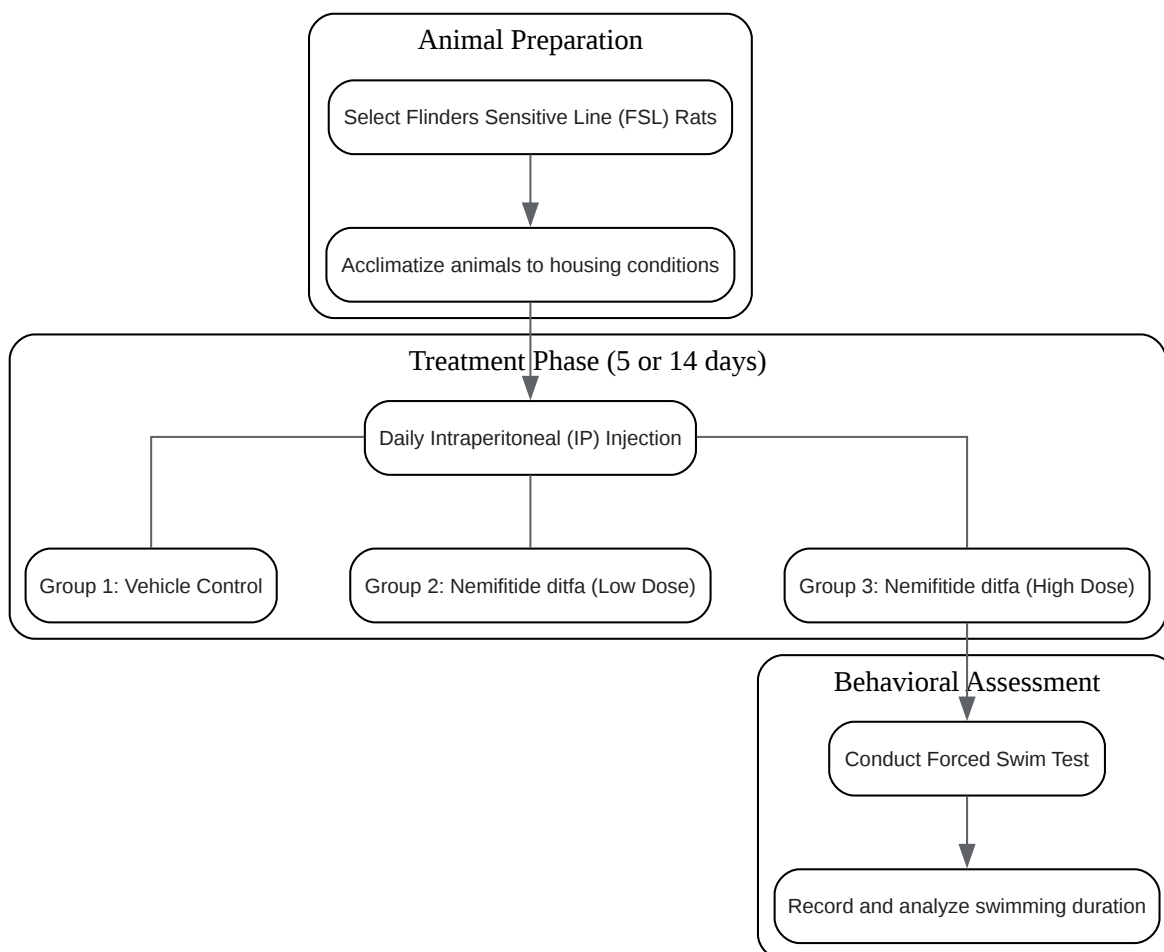 Animal Preparation
Select Flinders Sensitive Line (FSL) Rats
Acclimatize animals to housing conditions
Treatment Phase (5 or 14 days)
Daily Intraperitoneal (IP) Injection
Group 1: Vehicle Control
Group 2: Nemifitide ditfa (Low Dose)
Group 3: Nemifitide ditfa (High Dose)
Behavioral Assessment
Conduct Forced Swim Test
Record and analyze swimming duration